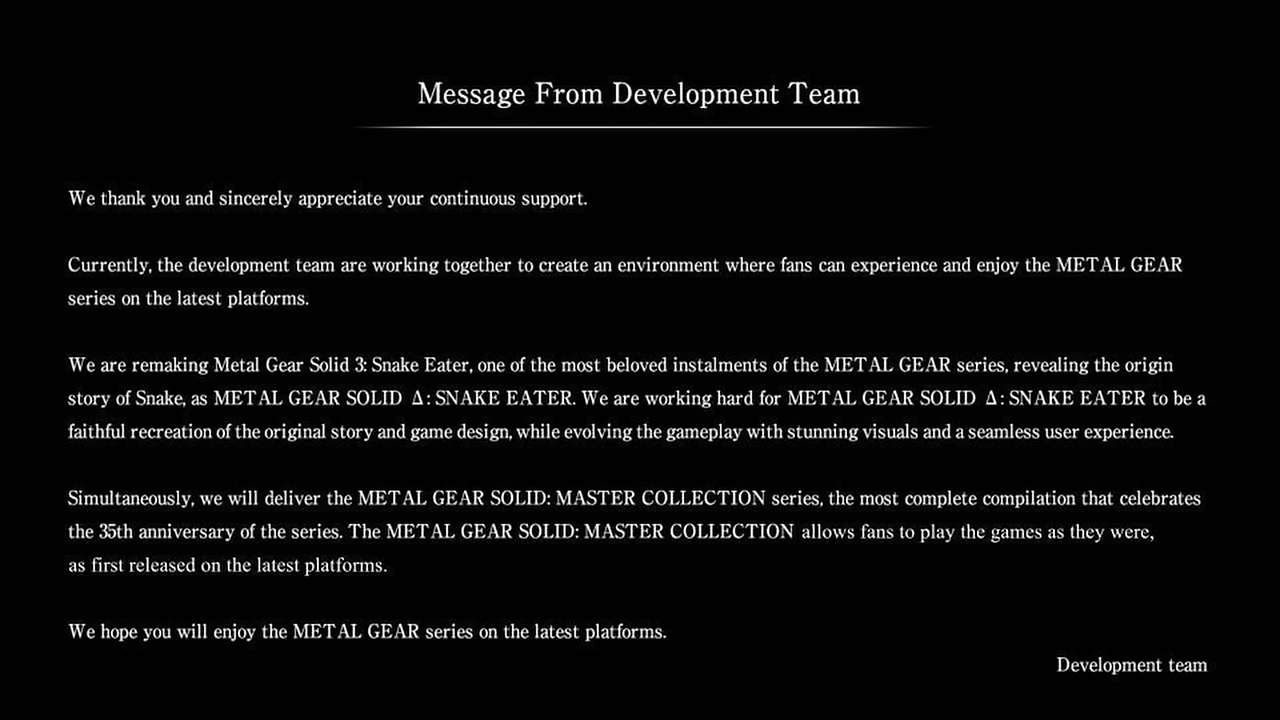 Message From Development Team
We thank you and sincerely appreciate your continuous support.
Currently, the development team are working together to create an environment where fans can experience and enjoy the METAL GEAR
series on the latest platforms.
We are remaking Metal Gear Solid 3: Snake Eater, one of the most beloved instalments of the METAL GEAR series, revealing the origin
story of Snake, as METAL GEAR SOLID Δ: SNAKE EATER. We are working hard for METAL GEAR SOLID Δ: SNAKE EATER to be a
faithful recreation of the original story and game design, while evolving the gameplay with stunning visuals and a seamless user experience.
Simultaneously, we will deliver the METAL GEAR SOLID: MASTER COLLECTION series, the most complete compilation that celebrates
the 35th anniversary of the series. The METAL GEAR SOLID: MASTER COLLECTION allows fans to play the games as they were,
as first released on the latest platforms.
We hope you will enjoy the METAL GEAR series on the latest platforms.
Development team